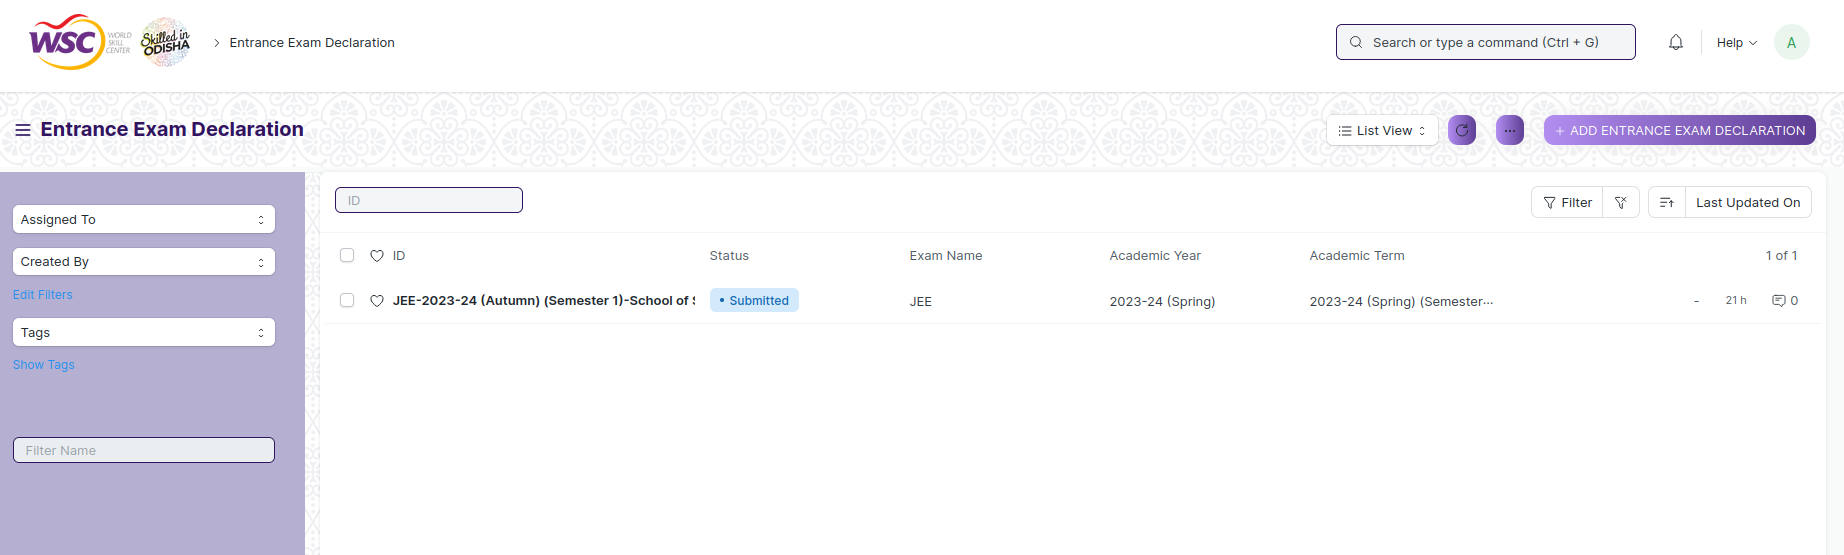 WSC WORLD SKILL CENTER
Skilled in ODISHA
Entrance Exam Declaration
Search or type a command (Ctrl + G)
Help
A
Entrance Exam Declaration
List View
+ ADD ENTRANCE EXAM DECLARATION
Assigned To
Created By
Edit Filters
Tags
Show Tags
Filter Name
ID
Filter
Last Updated On
ID Status Exam Name Academic Year Academic Term 1 of 1
JEE-2023-24 (Autumn) (Semester 1)-School of Submitted JEE 2023-24 (Spring) 2023-24 (Spring) (Semester... - 21 h 0